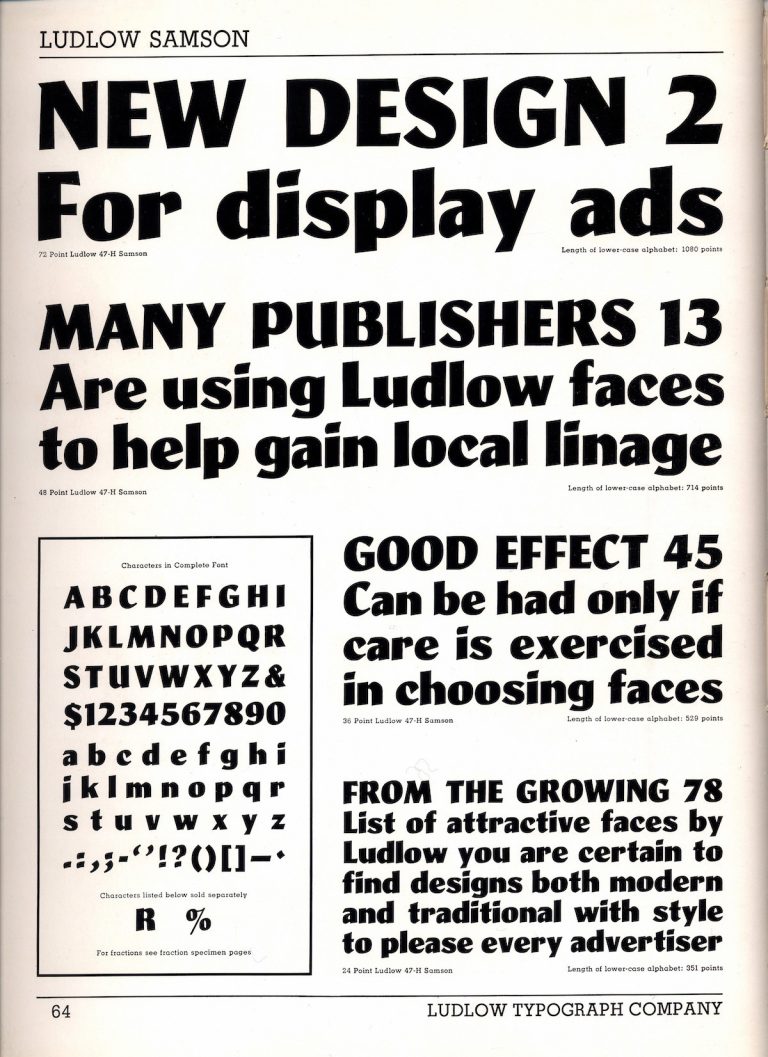 LUDLOW SAMSON
NEW DESIGN 2
For display ads
72 Point Ludlow 47-H Samson
Length of lower-case alphabet: 1080 points
MANY PUBLISHERS 13
Are using Ludlow faces
to help gain local linage
48 Point Ludlow 47-H Samson
Length of lower-case alphabet: 714 points
Characters in Complete Font
ABCDEFGHI
JKLMNOPQR
STUVWXYZ&
$1234567890
abcdefghi
jklmnopqr
stuvwxyz
.:,;-‘’!?()[]—·
Characters listed below sold separately
R %
For fractions see fraction specimen pages
GOOD EFFECT 45
Can be had only if
care is exercised
in choosing faces
36 Point Ludlow 47-H Samson
Length of lower-case alphabet: 529 points
FROM THE GROWING 78
List of attractive faces by
Ludlow you are certain to
find designs both modern
and traditional with style
to please every advertiser
24 Point Ludlow 47-H Samson
Length of lower-case alphabet: 351 points
64
LUDLOW TYPOGRAPH COMPANY